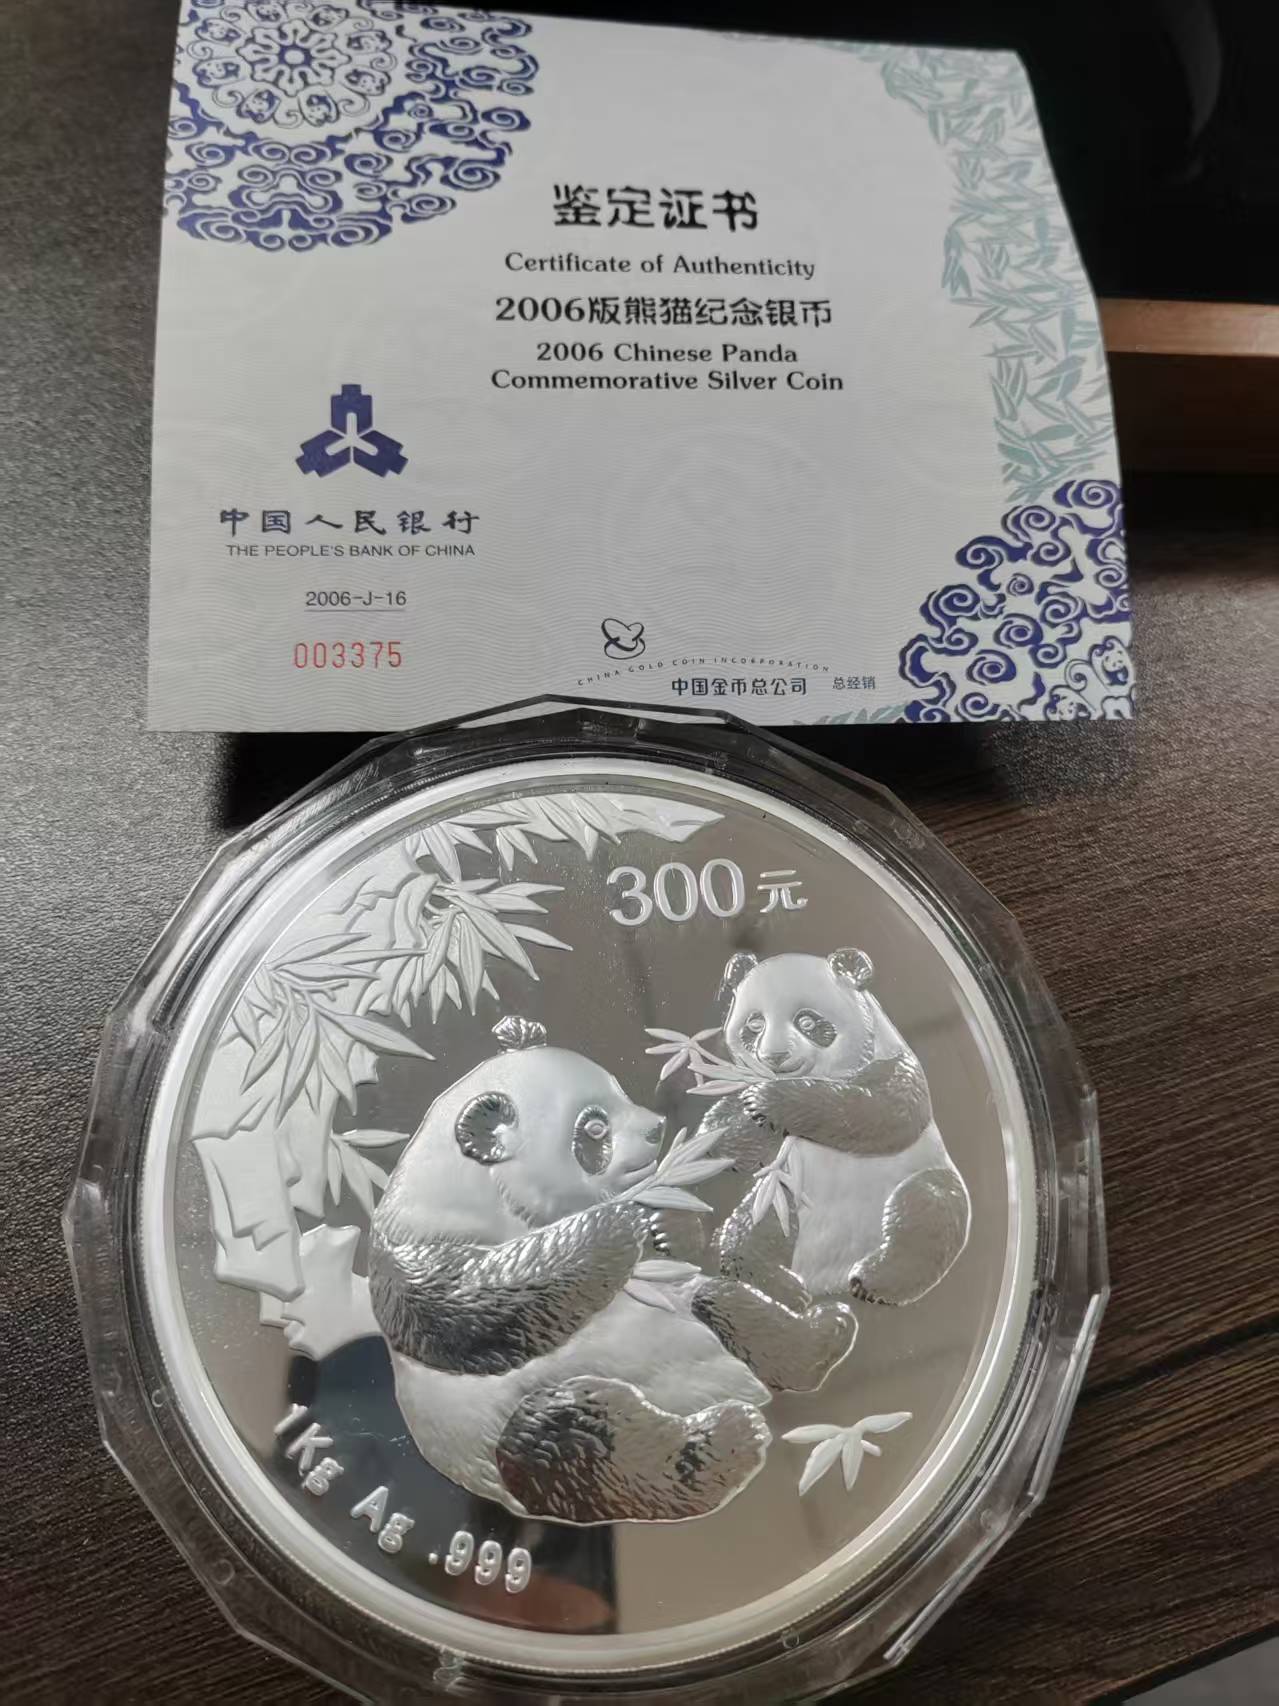 鉴定证书
Certificate of Authenticity
2006版熊猫纪念银币
2006 Chinese Panda
Commemorative Silver Coin
中国人民银行
THE PEOPLE'S BANK OF CHINA
2006-J-16
003375
CHINA GOLD COIN INCORPORATION
中国金币总公司 总经销
300元
1Kg Ag .999